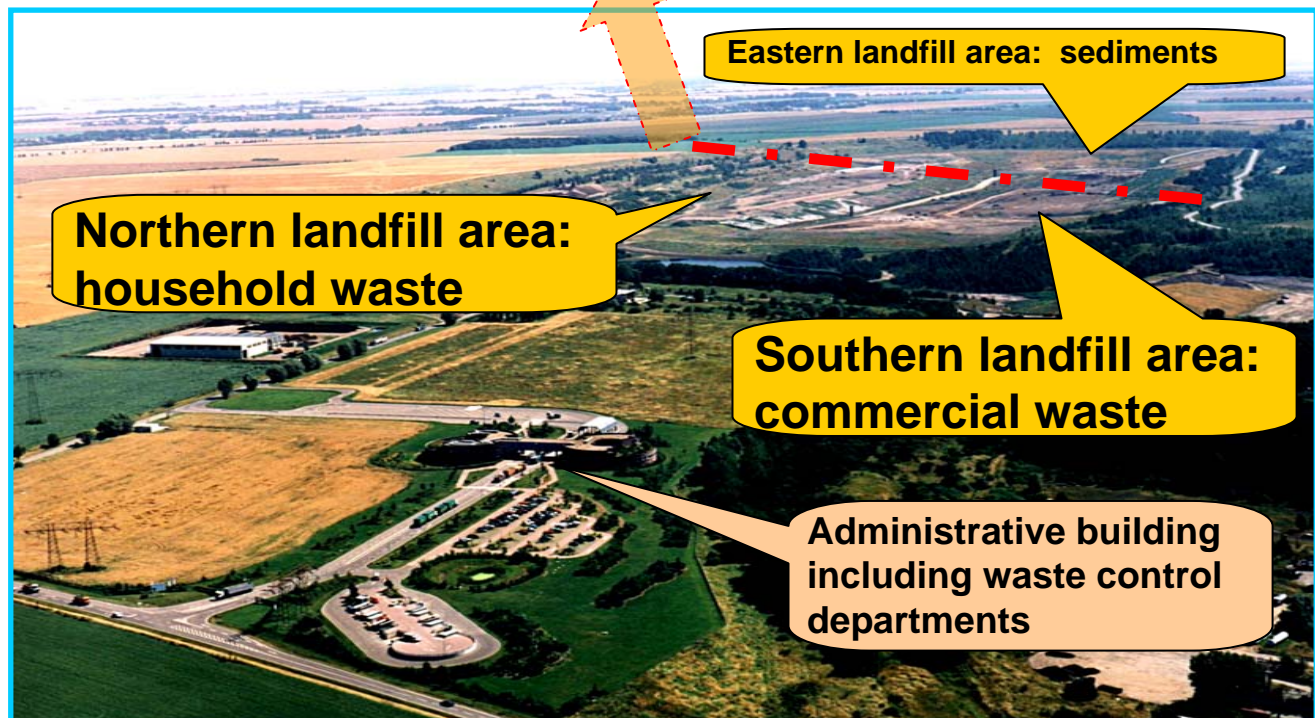 Eastern landfill area: sediments
Northern landfill area:
household waste
Southern landfill area:
commercial waste
Administrative building
including waste control
departments